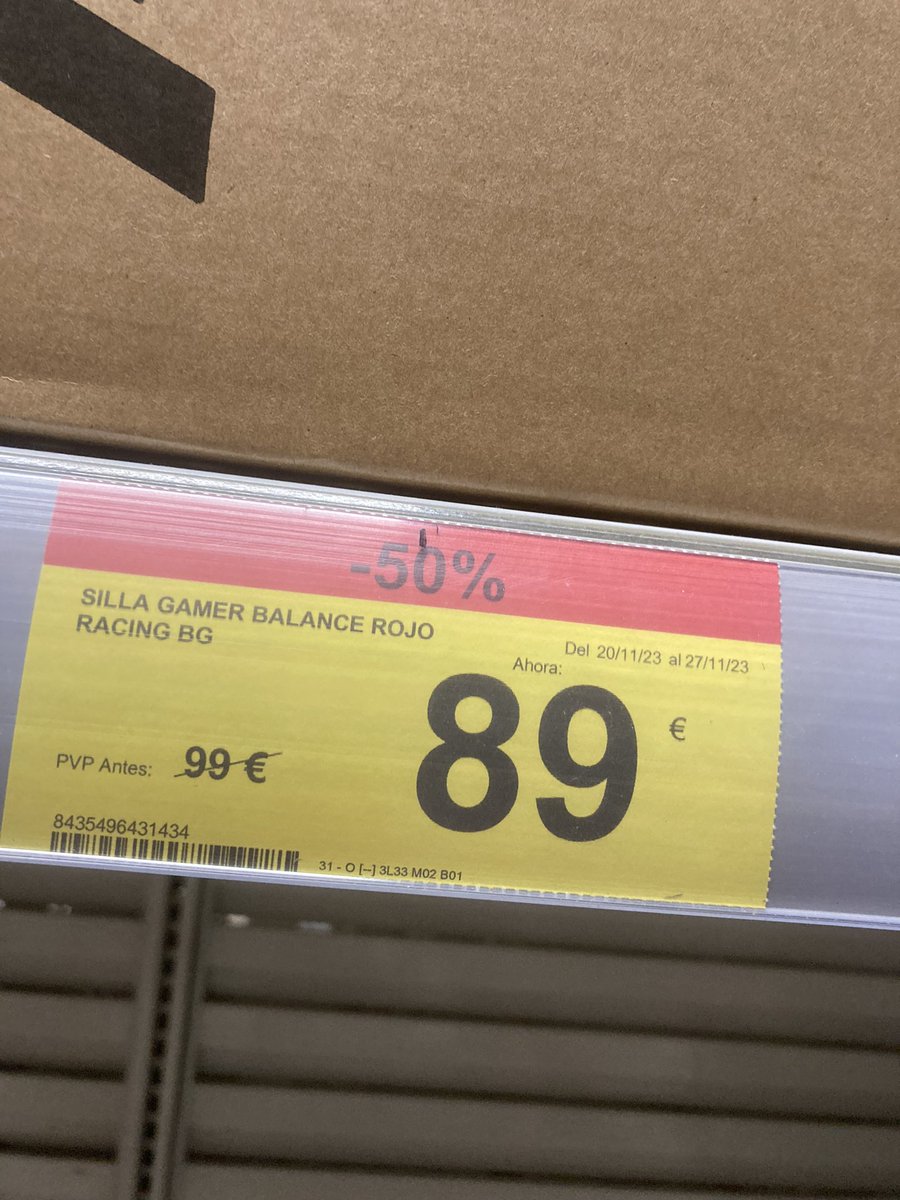 -50%
SILLA GAMER BALANCE ROJO
RACING BG
Del 20/11/23 al 27/11/23
Ahora:
89 €
PVP Antes: 99 €
8435496431434
31 - O [--] 3L33 M02 B01